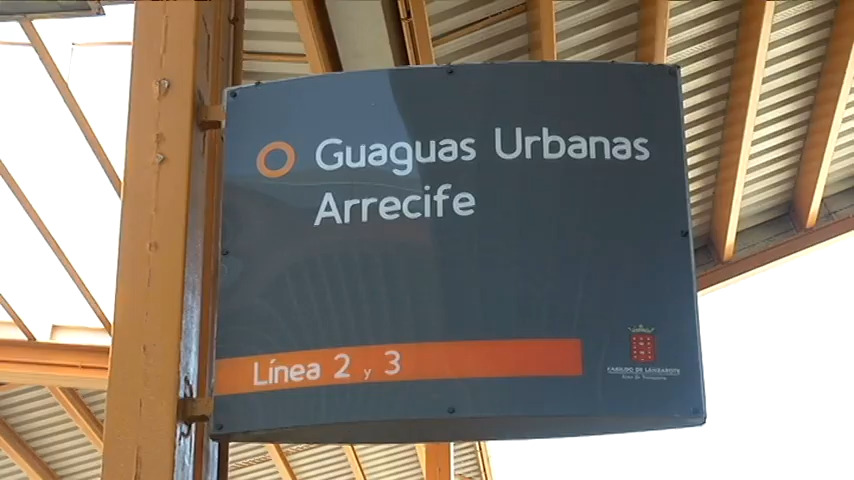 Guaguas Urbanas
Arrecife
Línea 2 y 3
CABILDO DE LANZAROTE